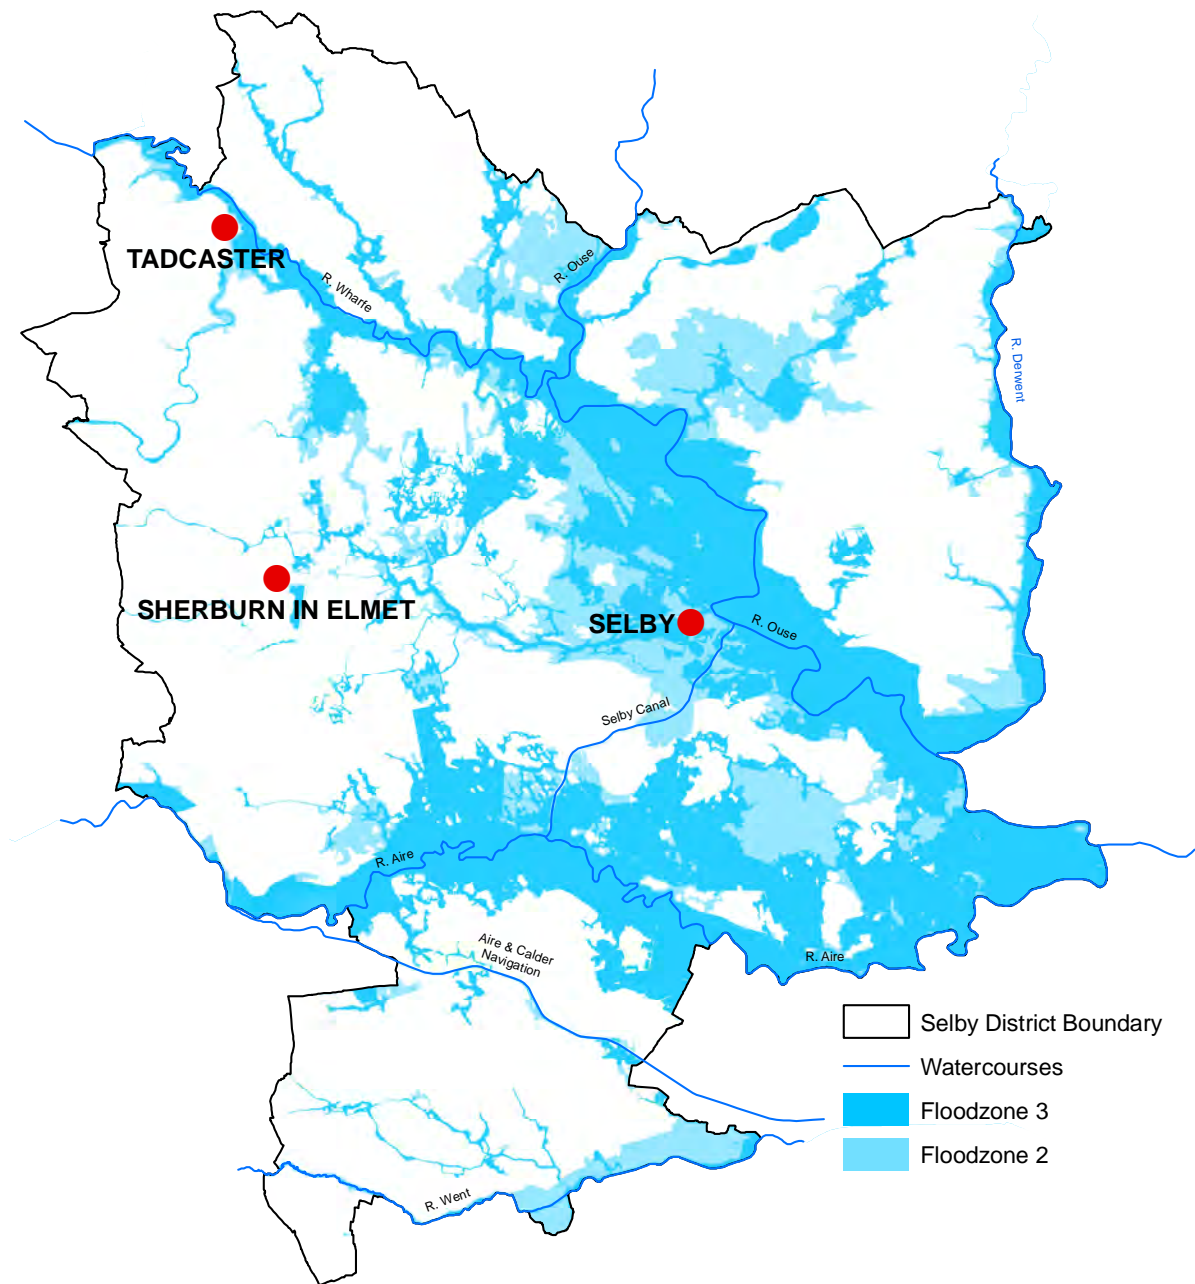 TADCASTER
R. Wharfe
R. Ouse
R. Derwent
SHERBURN IN ELMET
SELBY
R. Ouse
Selby Canal
R. Aire
Aire & Calder
Navigation
R. Aire
R. Went
Selby District Boundary
Watercourses
Floodzone 3
Floodzone 2